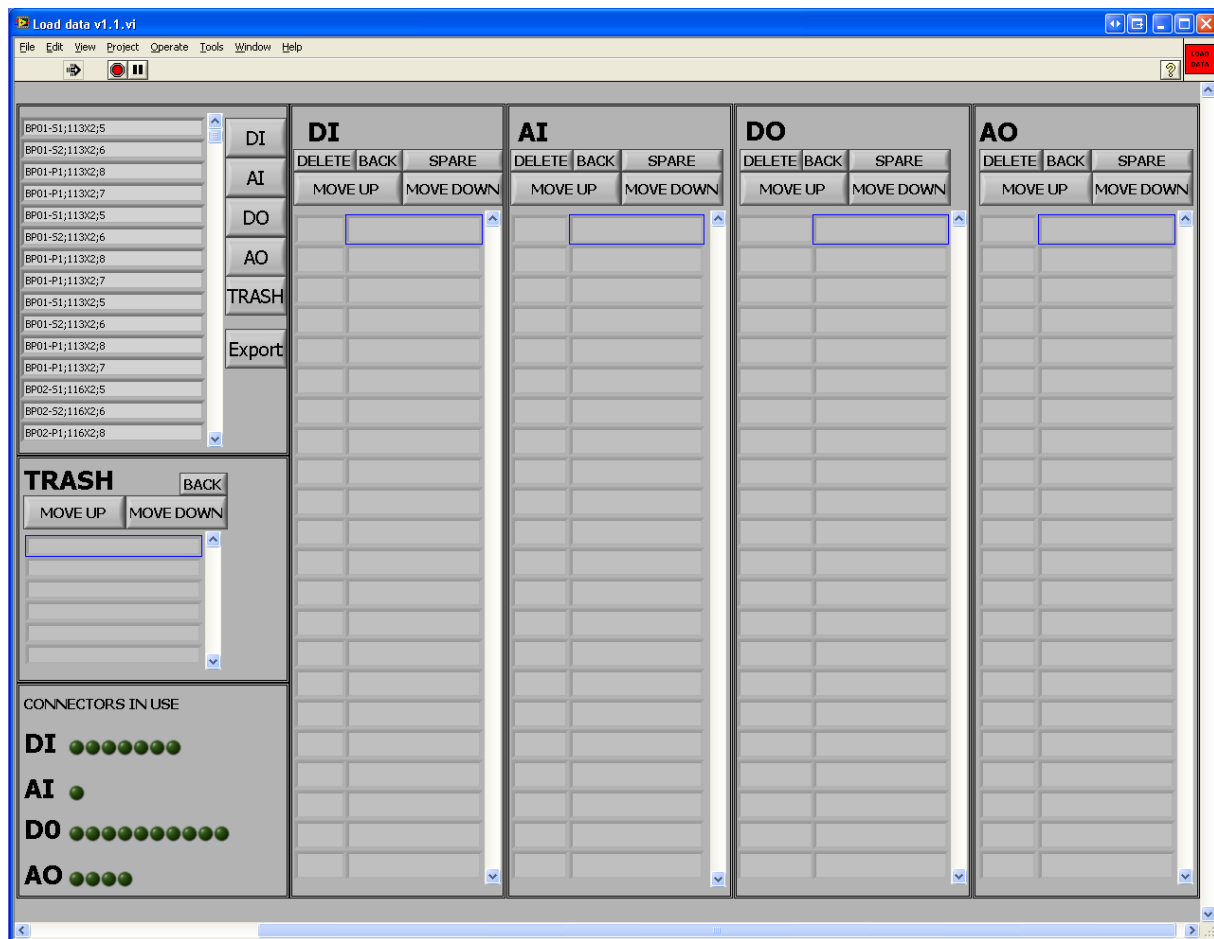 Load data v1.1.vi
File Edit View Project Operate Tools Window Help
LOAD
DATA
BP01-S1;113X2;5
BP01-S2;113X2;6
BP01-P1;113X2;8
BP01-P1;113X2;7
BP01-S1;113X2;5
BP01-S2;113X2;6
BP01-P1;113X2;8
BP01-P1;113X2;7
BP01-S1;113X2;5
BP01-S2;113X2;6
BP01-P1;113X2;8
BP01-P1;113X2;7
BP02-S1;116X2;5
BP02-S2;116X2;6
BP02-P1;116X2;8
DI
AI
DO
AO
TRASH
Export
TRASH
BACK
MOVE UP MOVE DOWN
CONNECTORS IN USE
DI
AI
D0
AO
DI
DELETE BACK SPARE
MOVE UP MOVE DOWN
AI
DELETE BACK SPARE
MOVE UP MOVE DOWN
DO
DELETE BACK SPARE
MOVE UP MOVE DOWN
AO
DELETE BACK SPARE
MOVE UP MOVE DOWN